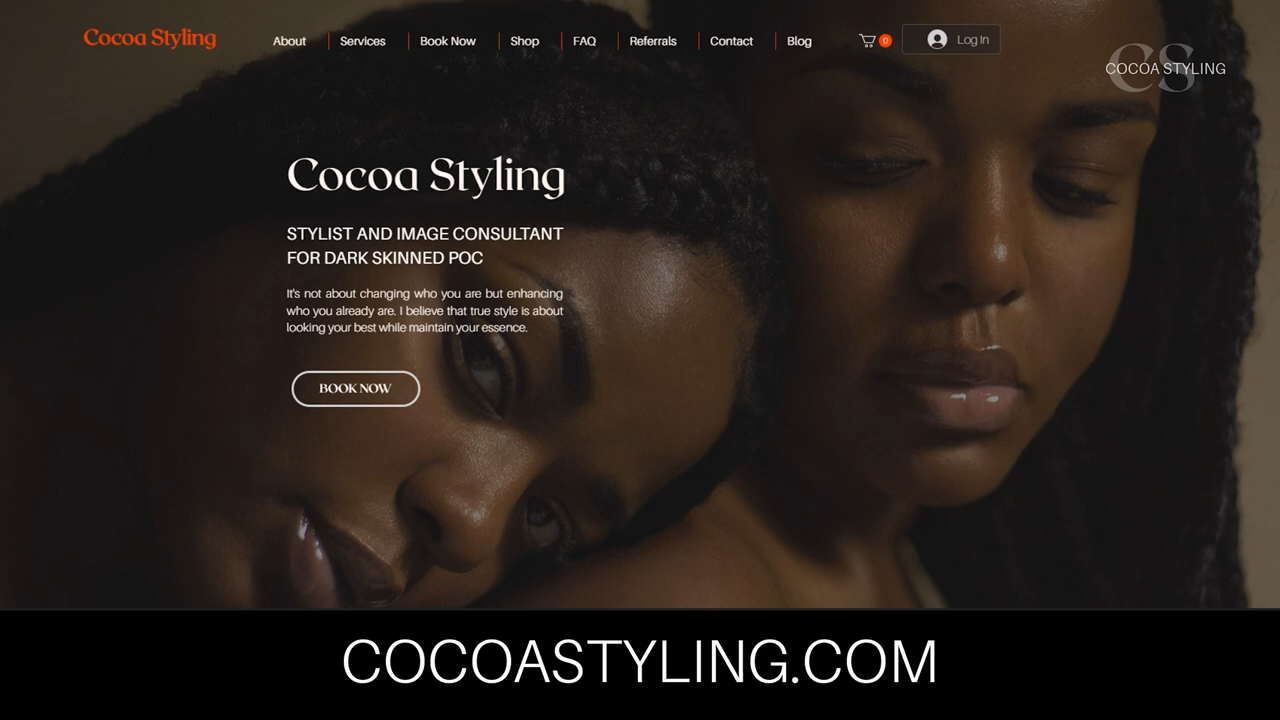 Cocoa Styling
About
Services
Book Now
Shop
FAQ
Referrals
Contact
Blog
0
Log In
CS
COCOA STYLING
Cocoa Styling
STYLIST AND IMAGE CONSULTANT
FOR DARK SKINNED POC
It's not about changing who you are but enhancing
who you already are. I believe that true style is about
looking your best while maintain your essence.
BOOK NOW
COCOASTYLING.COM